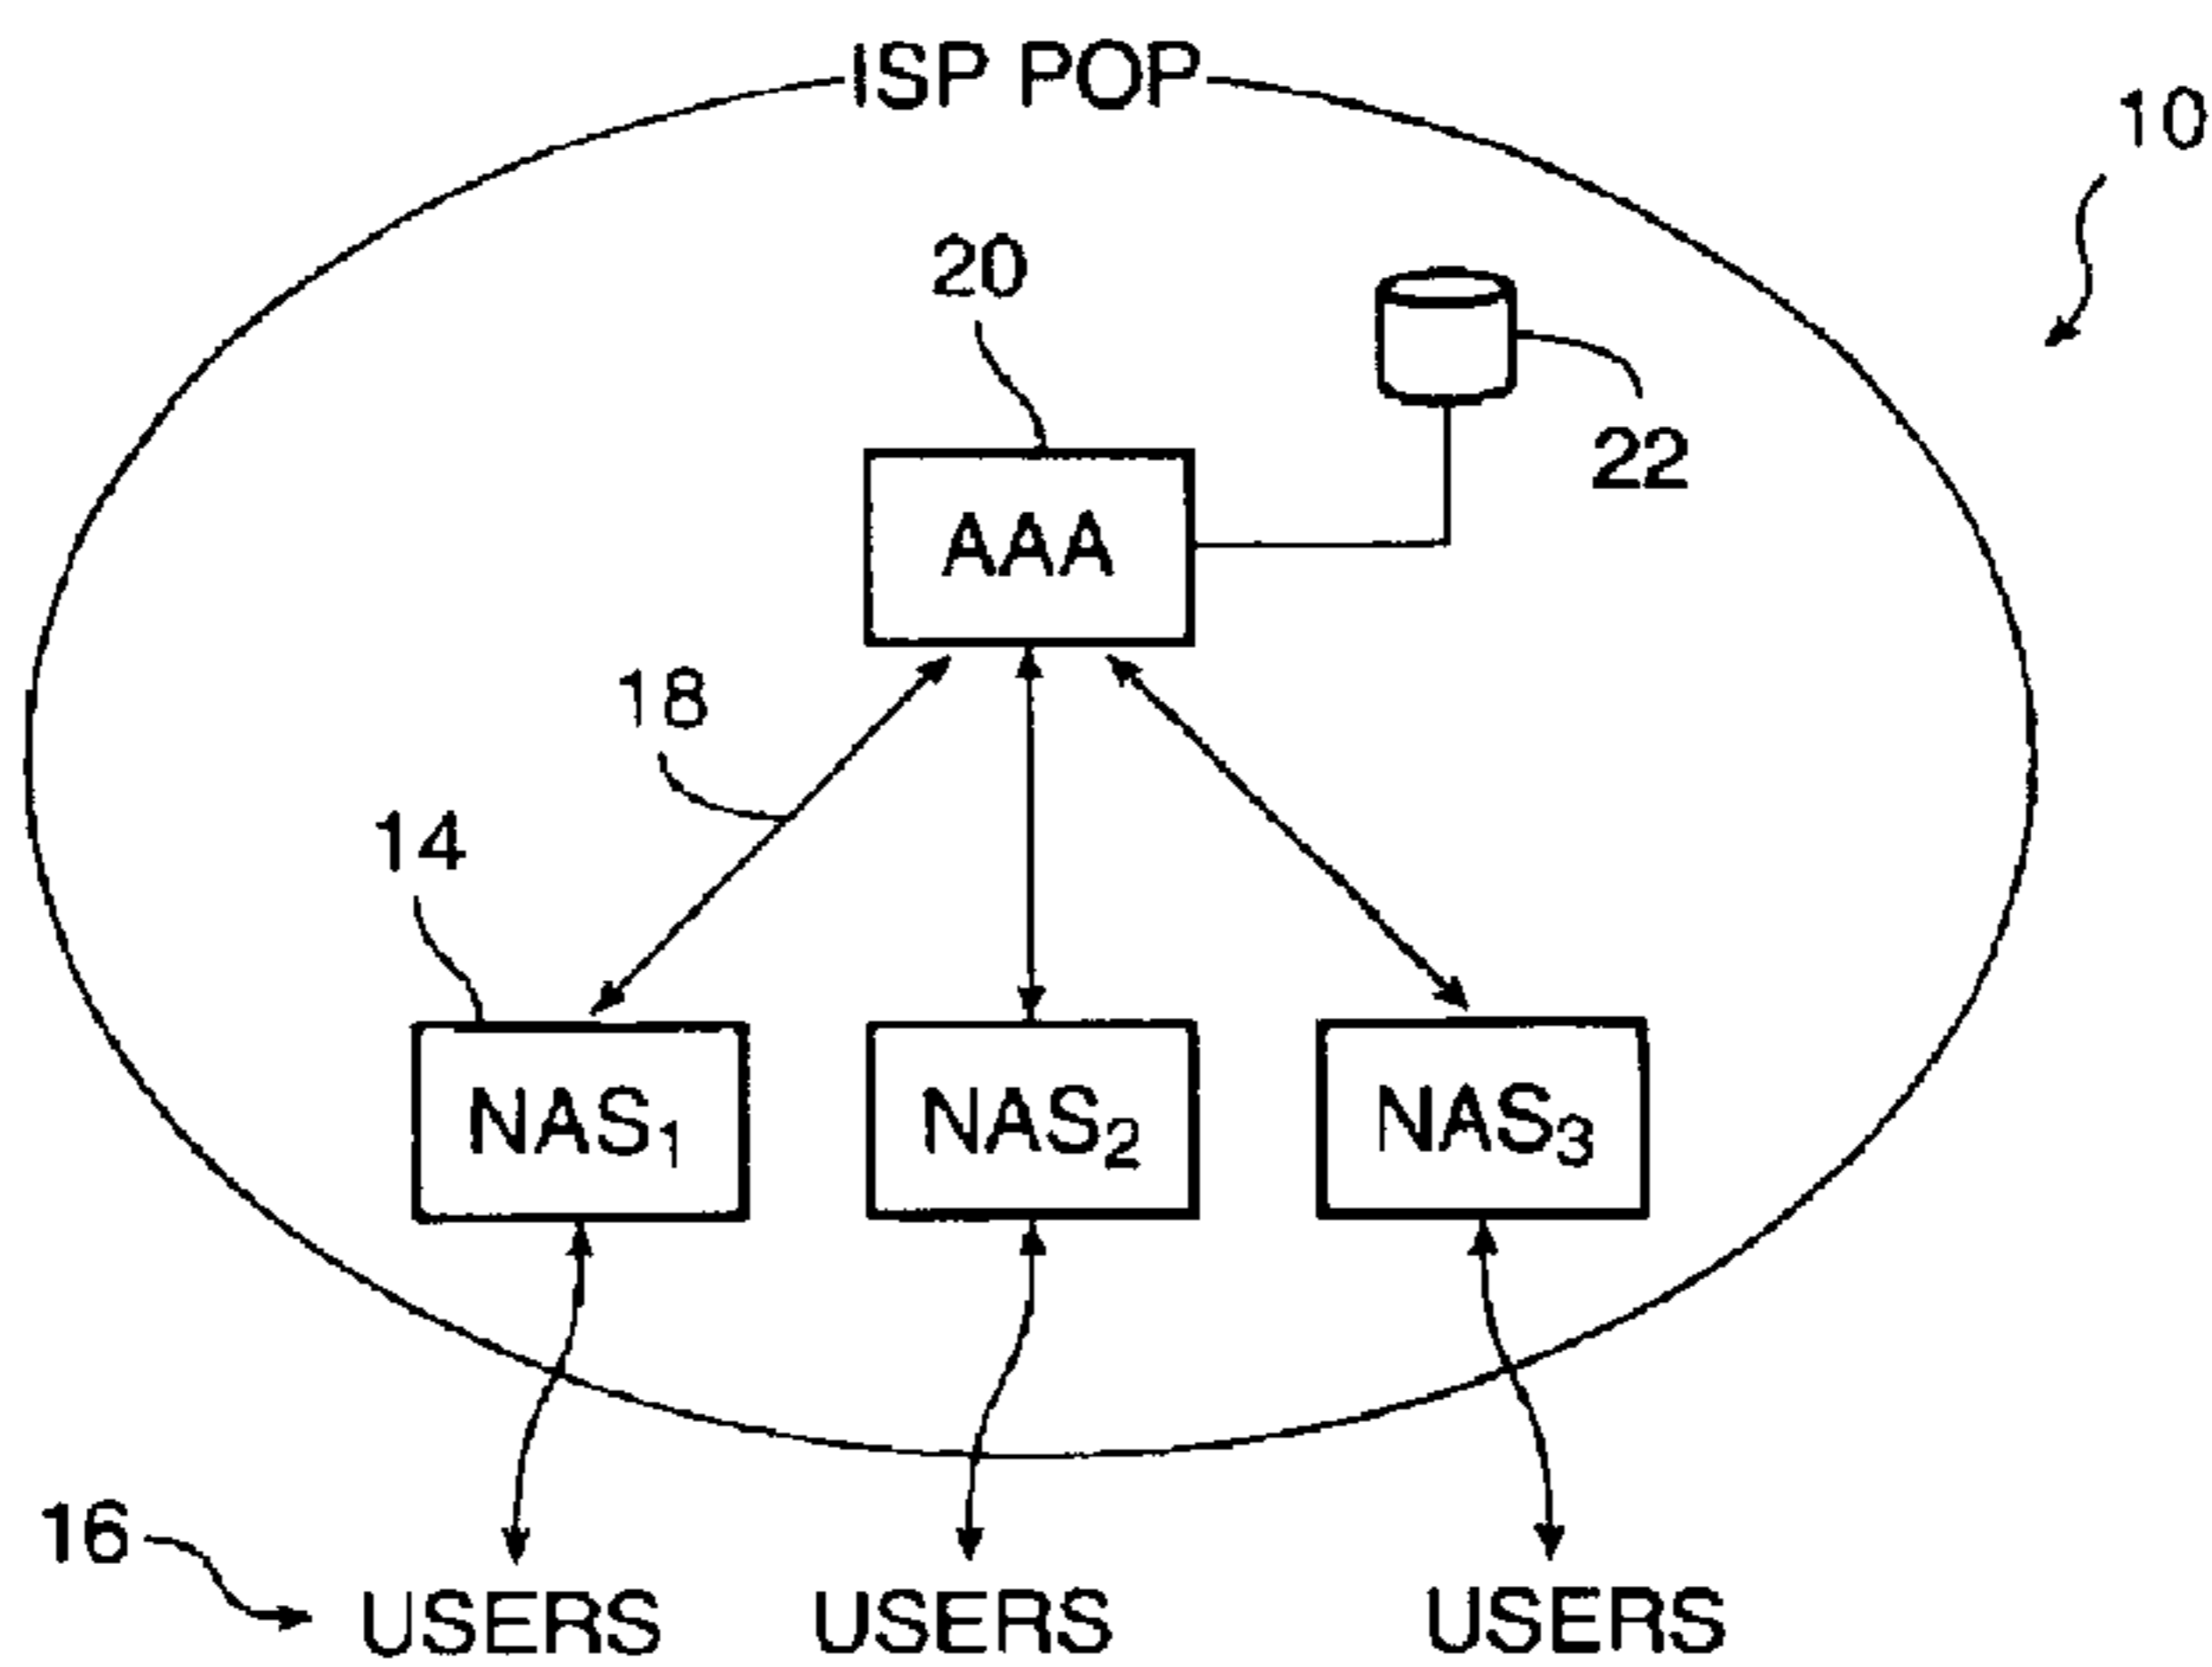 ISP POP
10
20
22
AAA
18
14
NAS₁ NAS₂ NAS₃
16
USERS USERS USERS